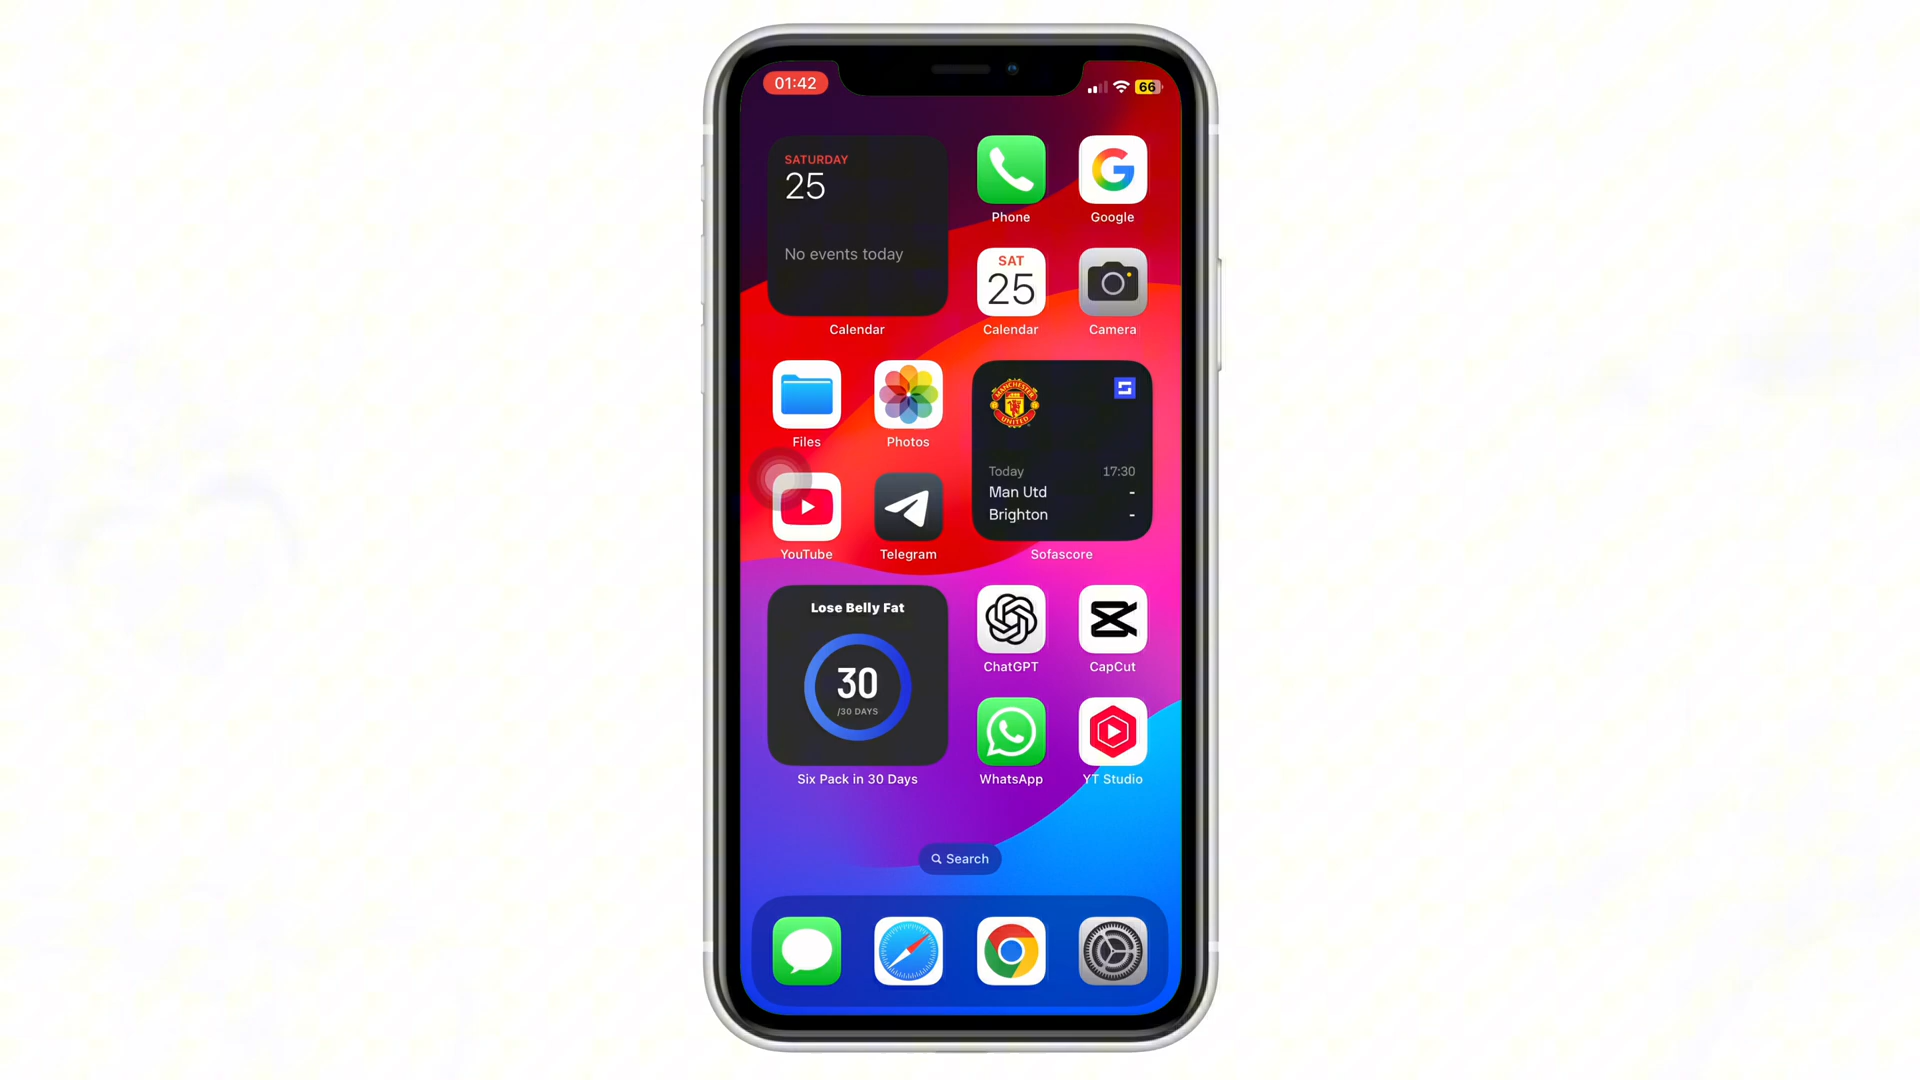 01:42
66
SATURDAY
25
No events today
Calendar
Phone
Google
SAT
25
Calendar
Camera
Files
Photos
MANCHESTER
UNITED
Today 17:30
Man Utd -
Brighton -
Sofascore
YouTube
Telegram
Lose Belly Fat
30
/30 DAYS
Six Pack in 30 Days
ChatGPT
CapCut
WhatsApp
YT Studio
Search